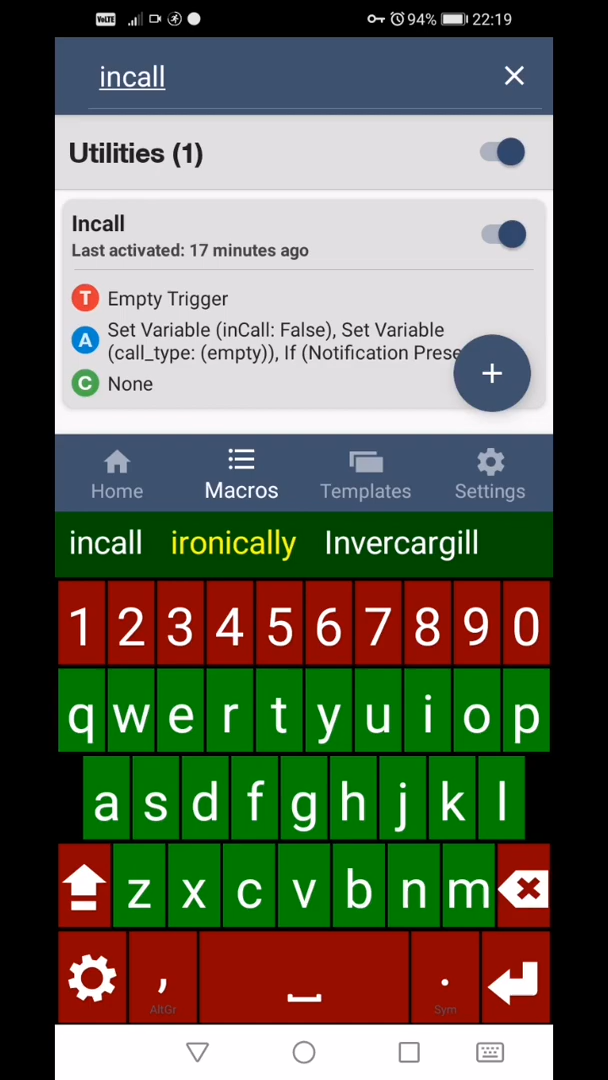 VoLTE 94% 22:19
incall
Utilities (1)
Incall
Last activated: 17 minutes ago
T Empty Trigger
A Set Variable (inCall: False), Set Variable
(call_type: (empty)), If (Notification Prese
C None
Home Macros Templates Settings
incall ironically Invercargill
1 2 3 4 5 6 7 8 9 0
q w e r t y u i o p
a s d f g h j k l
z x c v b n m
, .
AltGr Sym